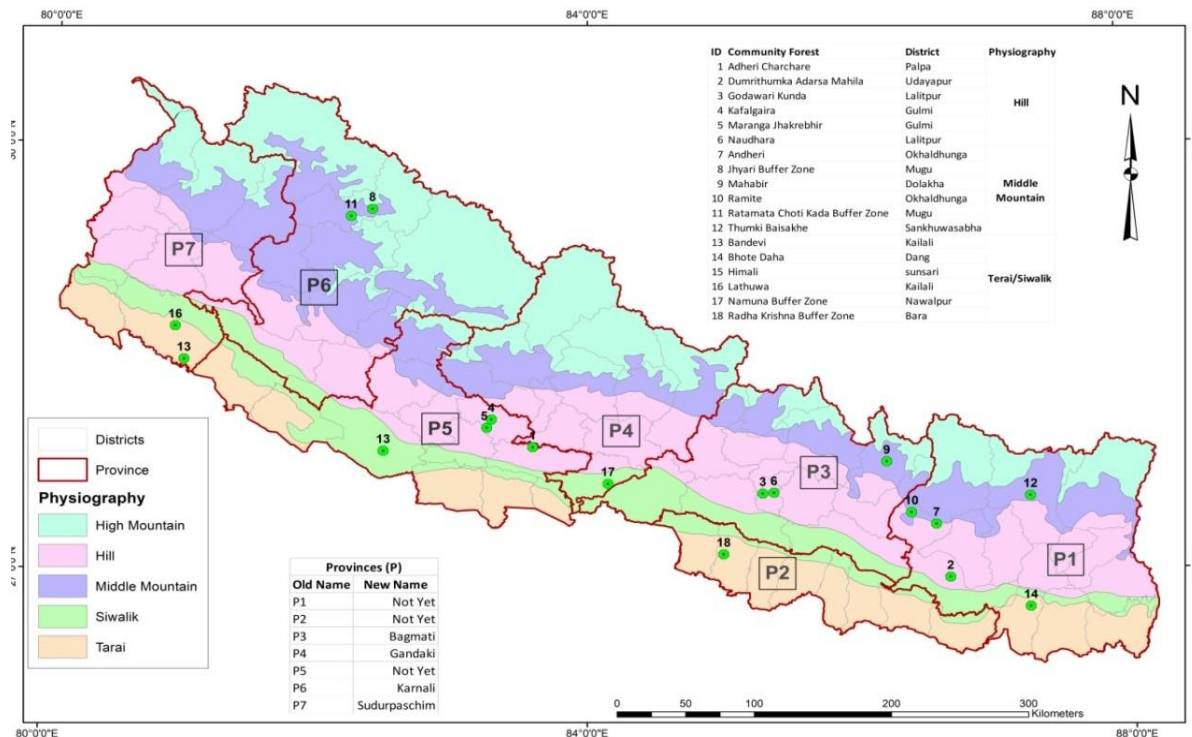 80°0'0"E 84°0'0"E 88°0'0"E
ID Community Forest District Physiography
1 Adheri Charchare Palpa
2 Dumrithumka Adarsa Mahila Udayapur
3 Godawari Kunda Lalitpur
Hill
4 Kafalgaira Gulmi
5 Maranga Jhakrebhir Gulmi
6 Naudhara Lalitpur
7 Andheri Okhaldhunga
8 Jhyari Buffer Zone Mugu
9 Mahabir Dolakha
Middle Mountain
10 Ramite Okhaldhunga
11 Ratamata Choti Kada Buffer Zone Mugu
12 Thumki Baisakhe Sankhuwasabha
13 Bandevi Kailali
14 Bhote Daha Dang
15 Himali sunsari
Terai/Siwalik
16 Lathuwa Kailali
17 Namuna Buffer Zone Nawalpur
18 Radha Krishna Buffer Zone Bara
N
11 8
P7
P6
16
13
4
5
1
P5
P4
13
17
3 6
P3
9
12
10
7
18
P2
2
P1
14
Districts
Province
Physiography
High Mountain
Hill
Middle Mountain
Siwalik
Tarai
Provinces (P)
Old Name New Name
P1 Not Yet
P2 Not Yet
P3 Bagmati
P4 Gandaki
P5 Not Yet
P6 Karnali
P7 Sudurpaschim
0 50 100 200 300
Kilometers
80°0'0"E 84°0'0"E 88°0'0"E